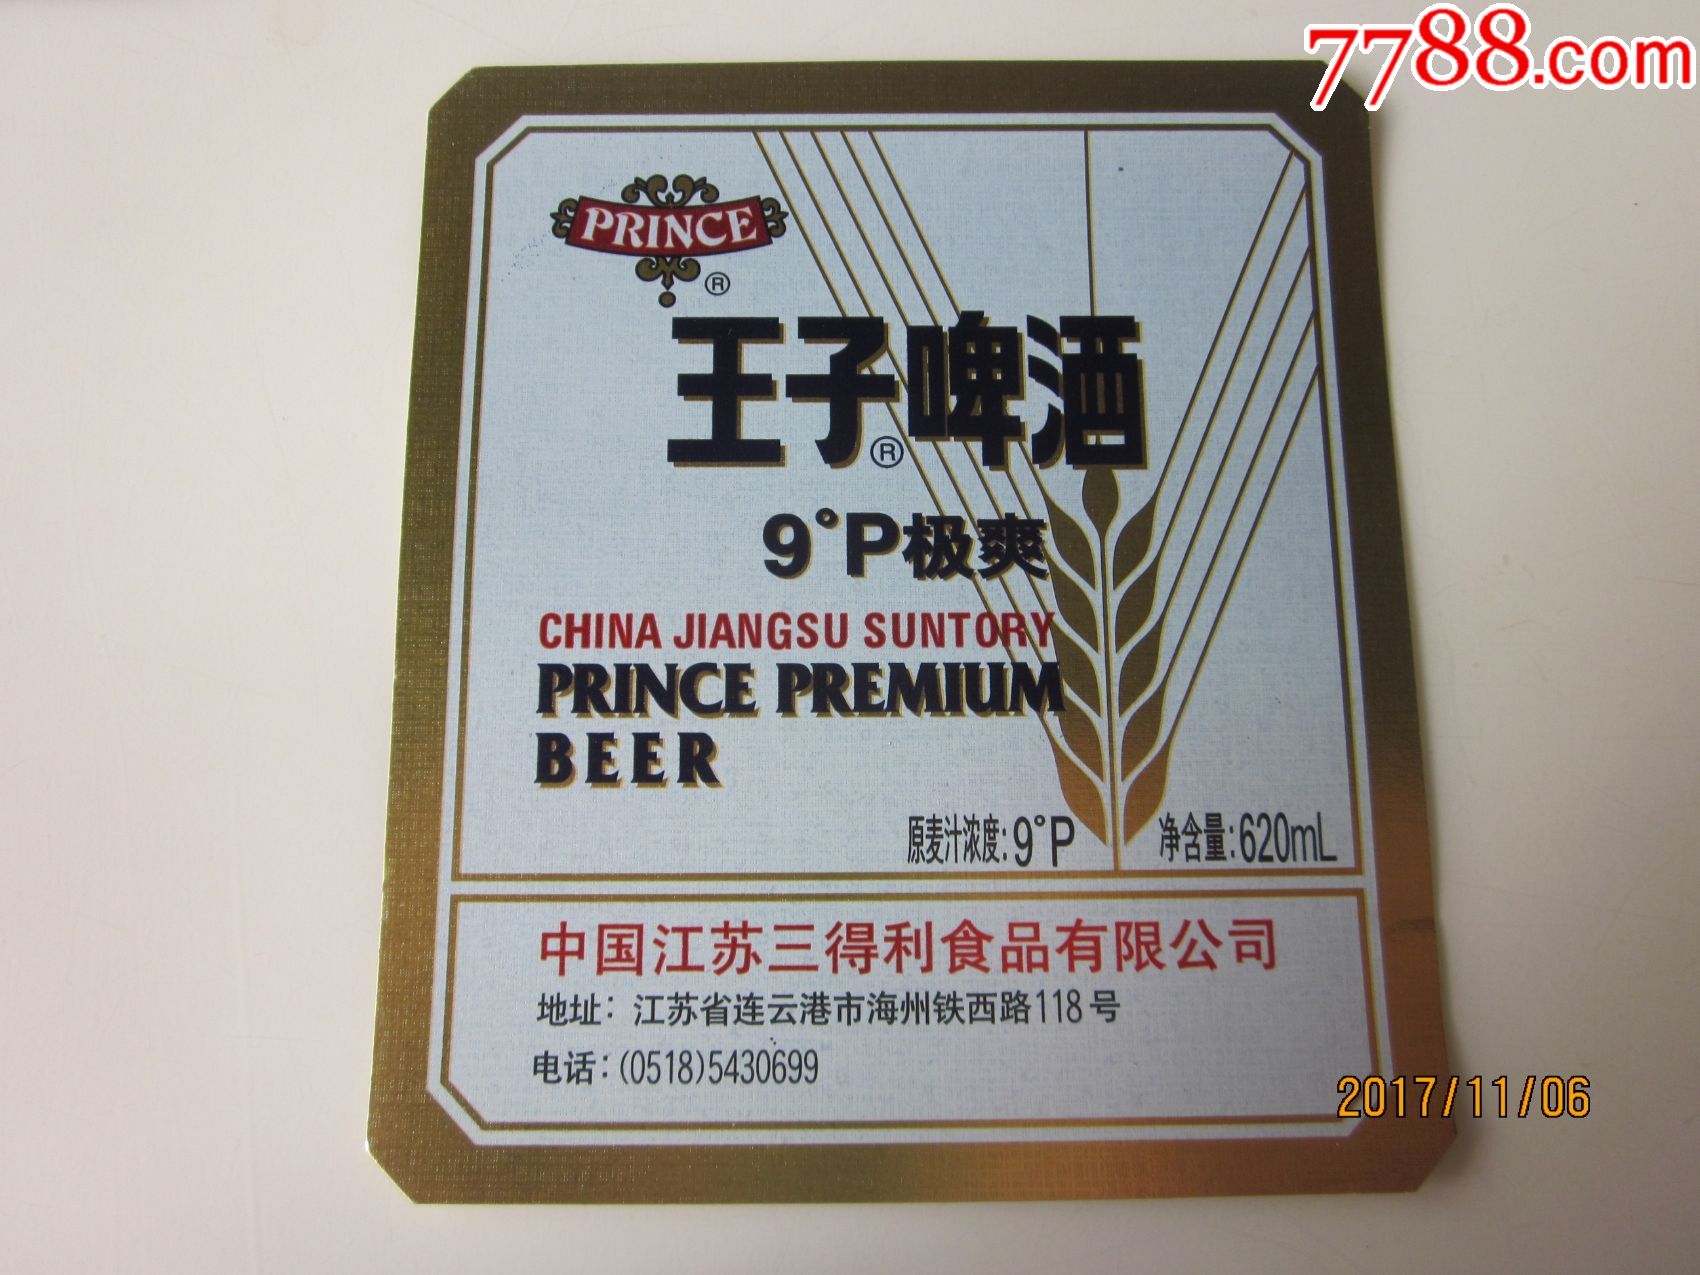 7788.com
PRINCE
®
王子®啤酒
9°P极爽
CHINA JIANGSU SUNTORY
PRINCE PREMIUM
BEER
原麦汁浓度:9°P 净含量:620mL
中国江苏三得利食品有限公司
地址：江苏省连云港市海州铁西路118号
电话：(0518)5430699
2017/11/06